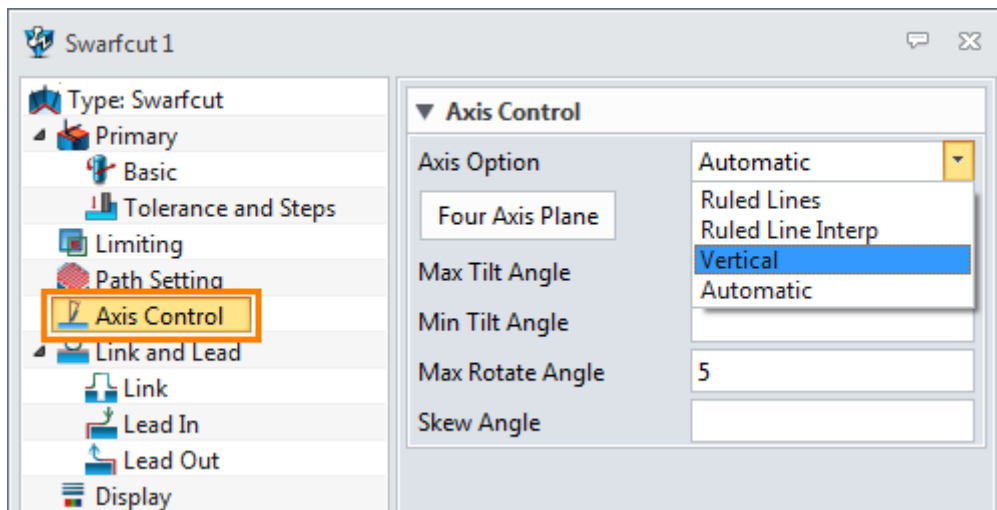 Swarfcut 1
Type: Swarfcut
Primary
Basic
Tolerance and Steps
Limiting
Path Setting
Axis Control
Link and Lead
Link
Lead In
Lead Out
Display
Axis Control
Axis Option
Automatic
Ruled Lines
Ruled Line Interp
Vertical
Automatic
Four Axis Plane
Max Tilt Angle
Min Tilt Angle
Max Rotate Angle
5
Skew Angle